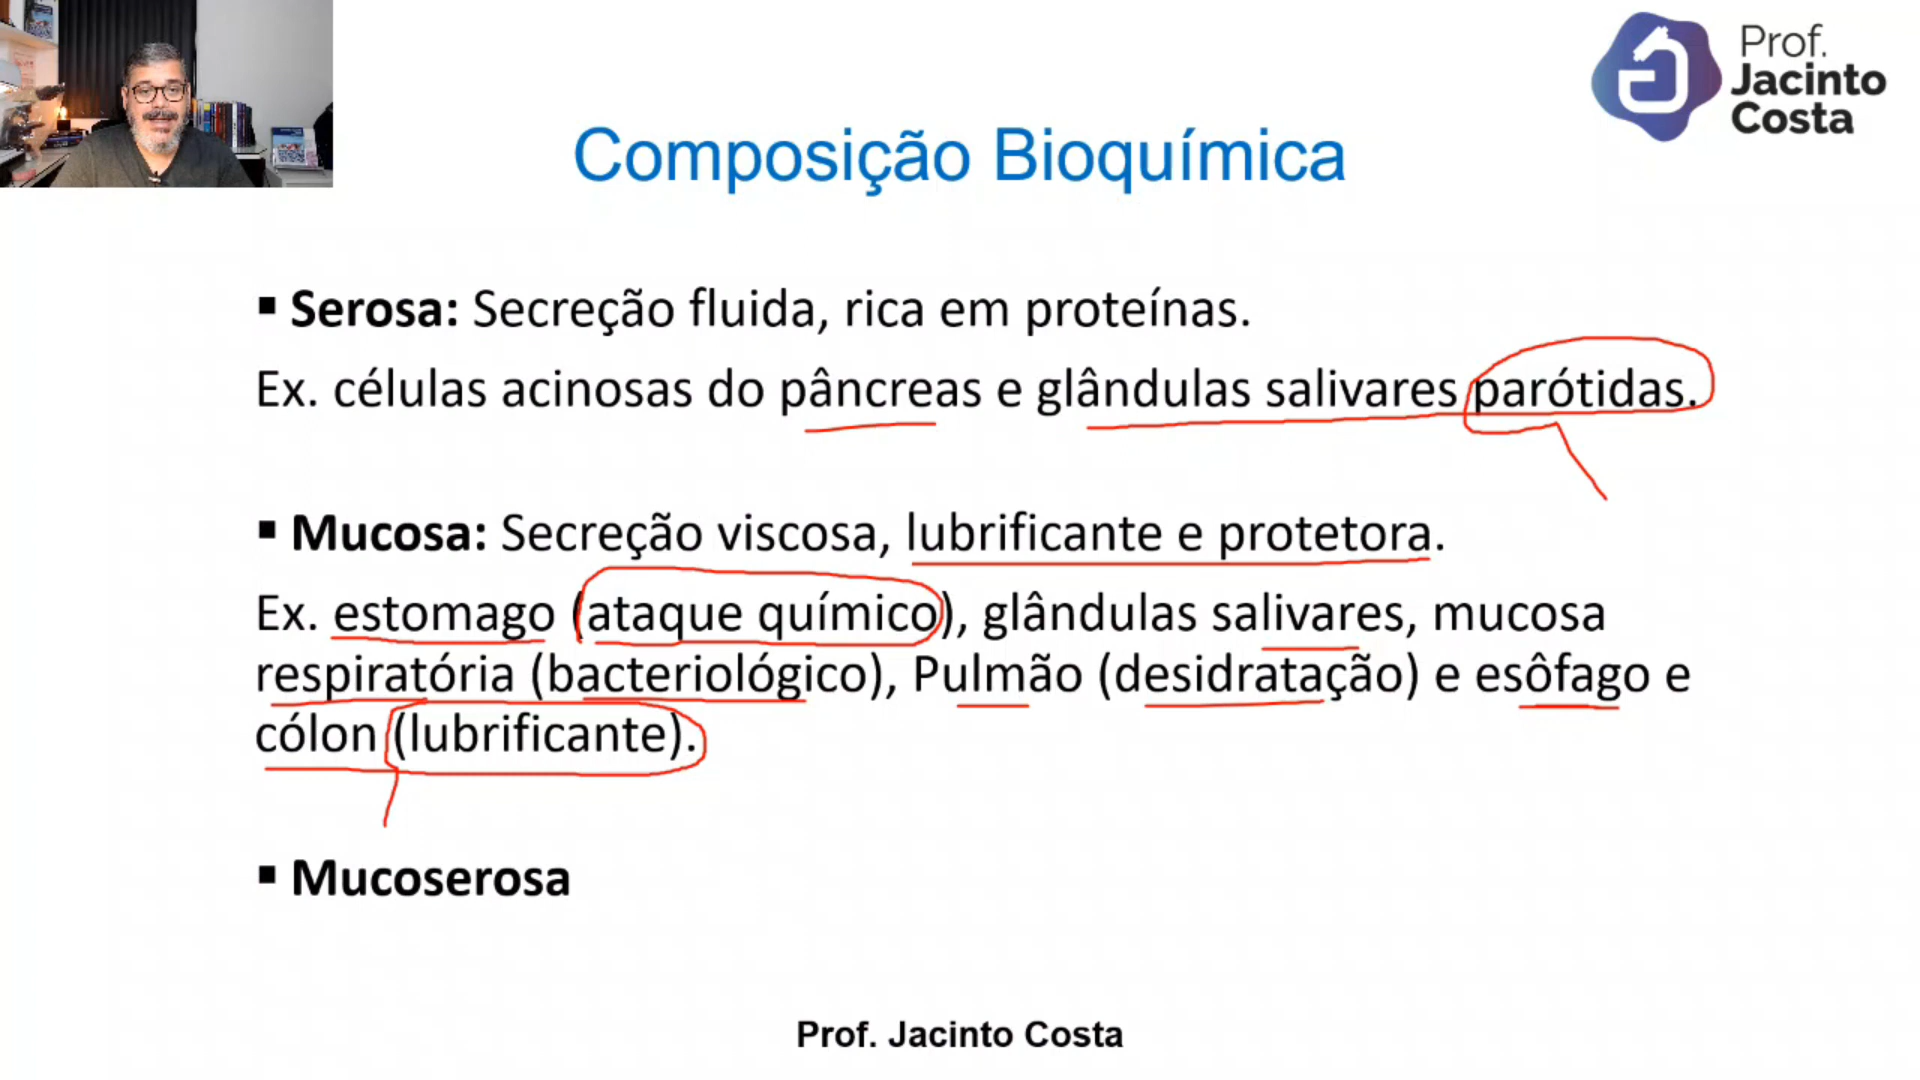 Prof.
Jacinto
Costa
Composição Bioquímica
▪ Serosa: Secreção fluida, rica em proteínas.
Ex. células acinosas do pâncreas e glândulas salivares parótidas.
▪ Mucosa: Secreção viscosa, lubrificante e protetora.
Ex. estomago (ataque químico), glândulas salivares, mucosa
respiratória (bacteriológico), Pulmão (desidratação) e esôfago e
cólon (lubrificante).
▪ Mucoserosa
Prof. Jacinto Costa